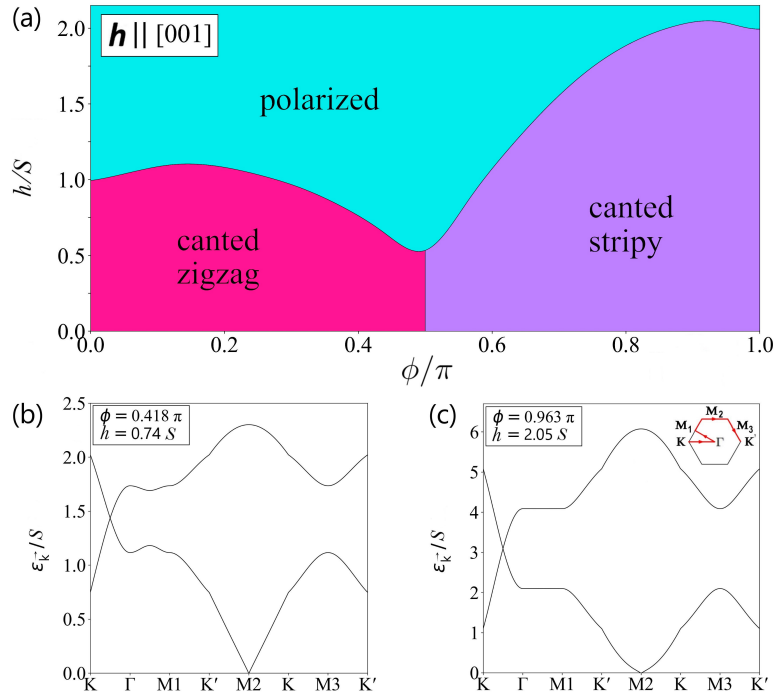 (a)
h || [001]
2.0
1.5
1.0
0.5
0.0
h/S
polarized
canted
zigzag
canted
stripy
0.0
0.2
0.4
0.6
0.8
1.0
ϕ/π
(b)
ϕ = 0.418 π
h = 0.74 S
2.5
2.0
1.5
1.0
0.5
0.0
ε_k⃗/S
K
Γ
M1
K′
M2
K
M3
K′
(c)
ϕ = 0.963 π
h = 2.05 S
M₂
M₁
M₃
K
Γ
K′
6
5
4
3
2
1
0
ε_k⃗/S
K
Γ
M1
K′
M2
K
M3
K′